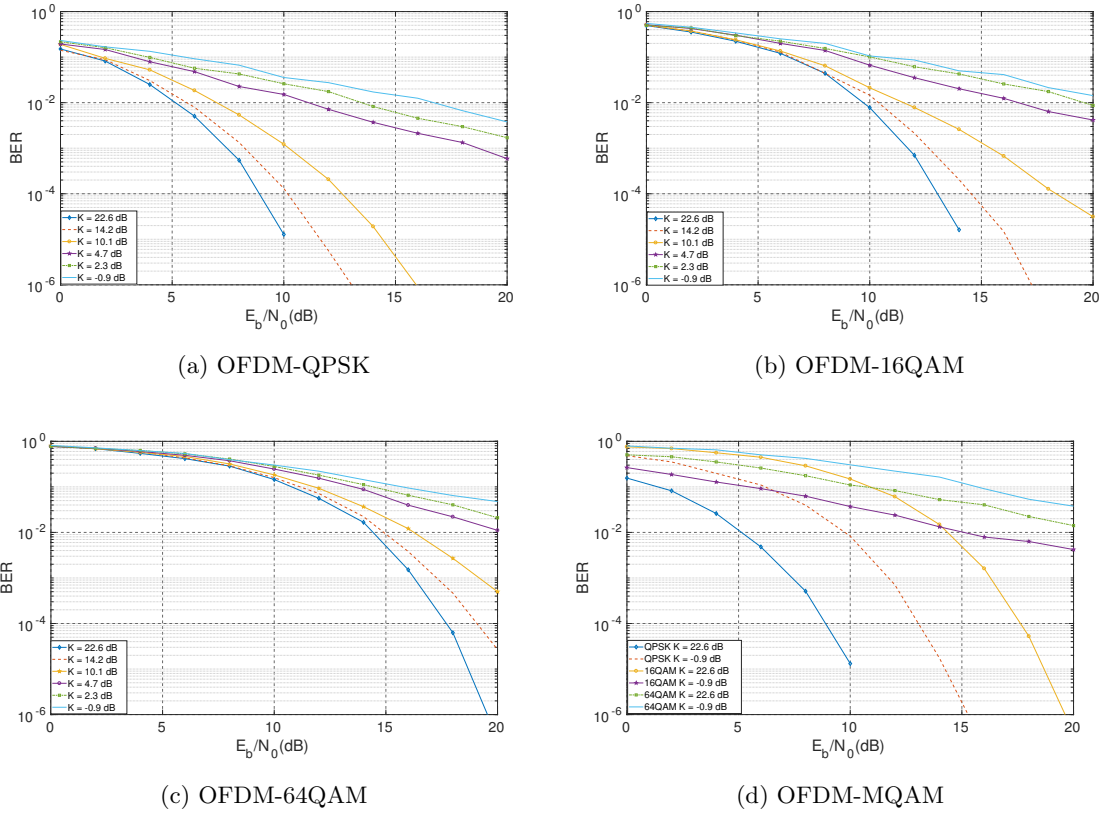 10^0
10^-2
10^-4
10^-6
BER
0 5 10 15 20
E_b/N_0(dB)
K = 22.6 dB
K = 14.2 dB
K = 10.1 dB
K = 4.7 dB
K = 2.3 dB
K = -0.9 dB
(a) OFDM-QPSK
10^0
10^-2
10^-4
10^-6
BER
0 5 10 15 20
E_b/N_0(dB)
K = 22.6 dB
K = 14.2 dB
K = 10.1 dB
K = 4.7 dB
K = 2.3 dB
K = -0.9 dB
(b) OFDM-16QAM
10^0
10^-2
10^-4
10^-6
BER
0 5 10 15 20
E_b/N_0(dB)
K = 22.6 dB
K = 14.2 dB
K = 10.1 dB
K = 4.7 dB
K = 2.3 dB
K = -0.9 dB
(c) OFDM-64QAM
10^0
10^-2
10^-4
10^-6
BER
0 5 10 15 20
E_b/N_0(dB)
QPSK K = 22.6 dB
QPSK K = -0.9 dB
16QAM K = 22.6 dB
16QAM K = -0.9 dB
64QAM K = 22.6 dB
64QAM K = -0.9 dB
(d) OFDM-MQAM